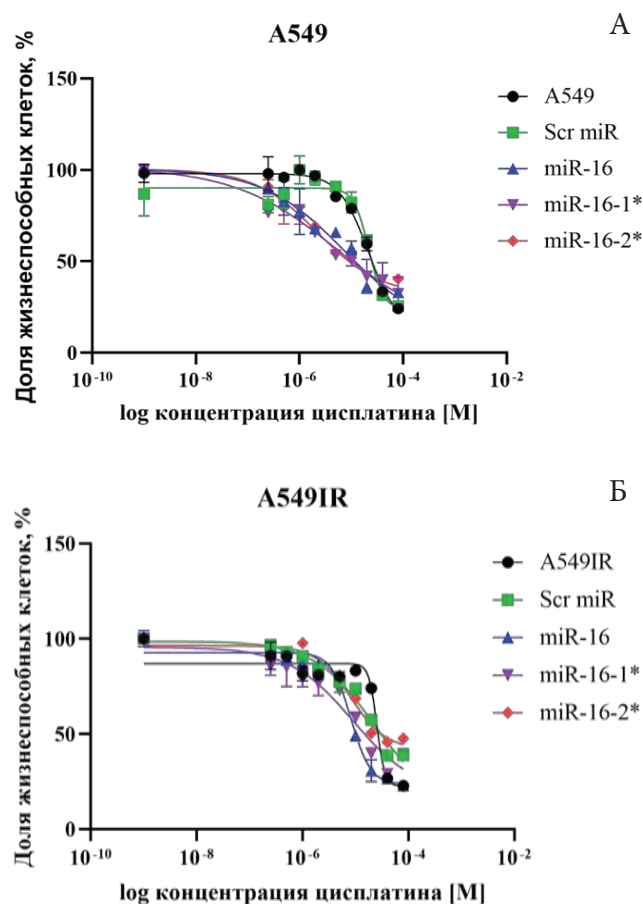 А
A549
Доля жизнеспособных клеток, %
150
100
50
0
10-10
10-8
10-6
10-4
10-2
log концентрация цисплатина [M]
A549
Scr miR
miR-16
miR-16-1*
miR-16-2*
Б
A549IR
Доля жизнеспособных клеток, %
150
100
50
0
10-10
10-8
10-6
10-4
10-2
log концентрация цисплатина [M]
A549IR
Scr miR
miR-16
miR-16-1*
miR-16-2*